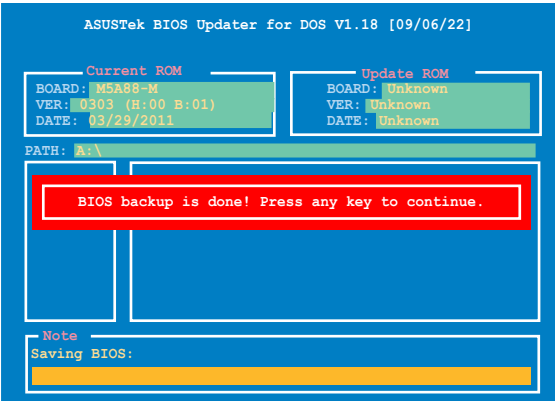 ASUSTek BIOS Updater for DOS V1.18 [09/06/22]
Current ROM
BOARD: M5A88-M
VER: 0303 (H:00 B:01)
DATE: 03/29/2011
Update ROM
BOARD: Unknown
VER: Unknown
DATE: Unknown
PATH: A:\
BIOS backup is done! Press any key to continue.
Note
Saving BIOS: